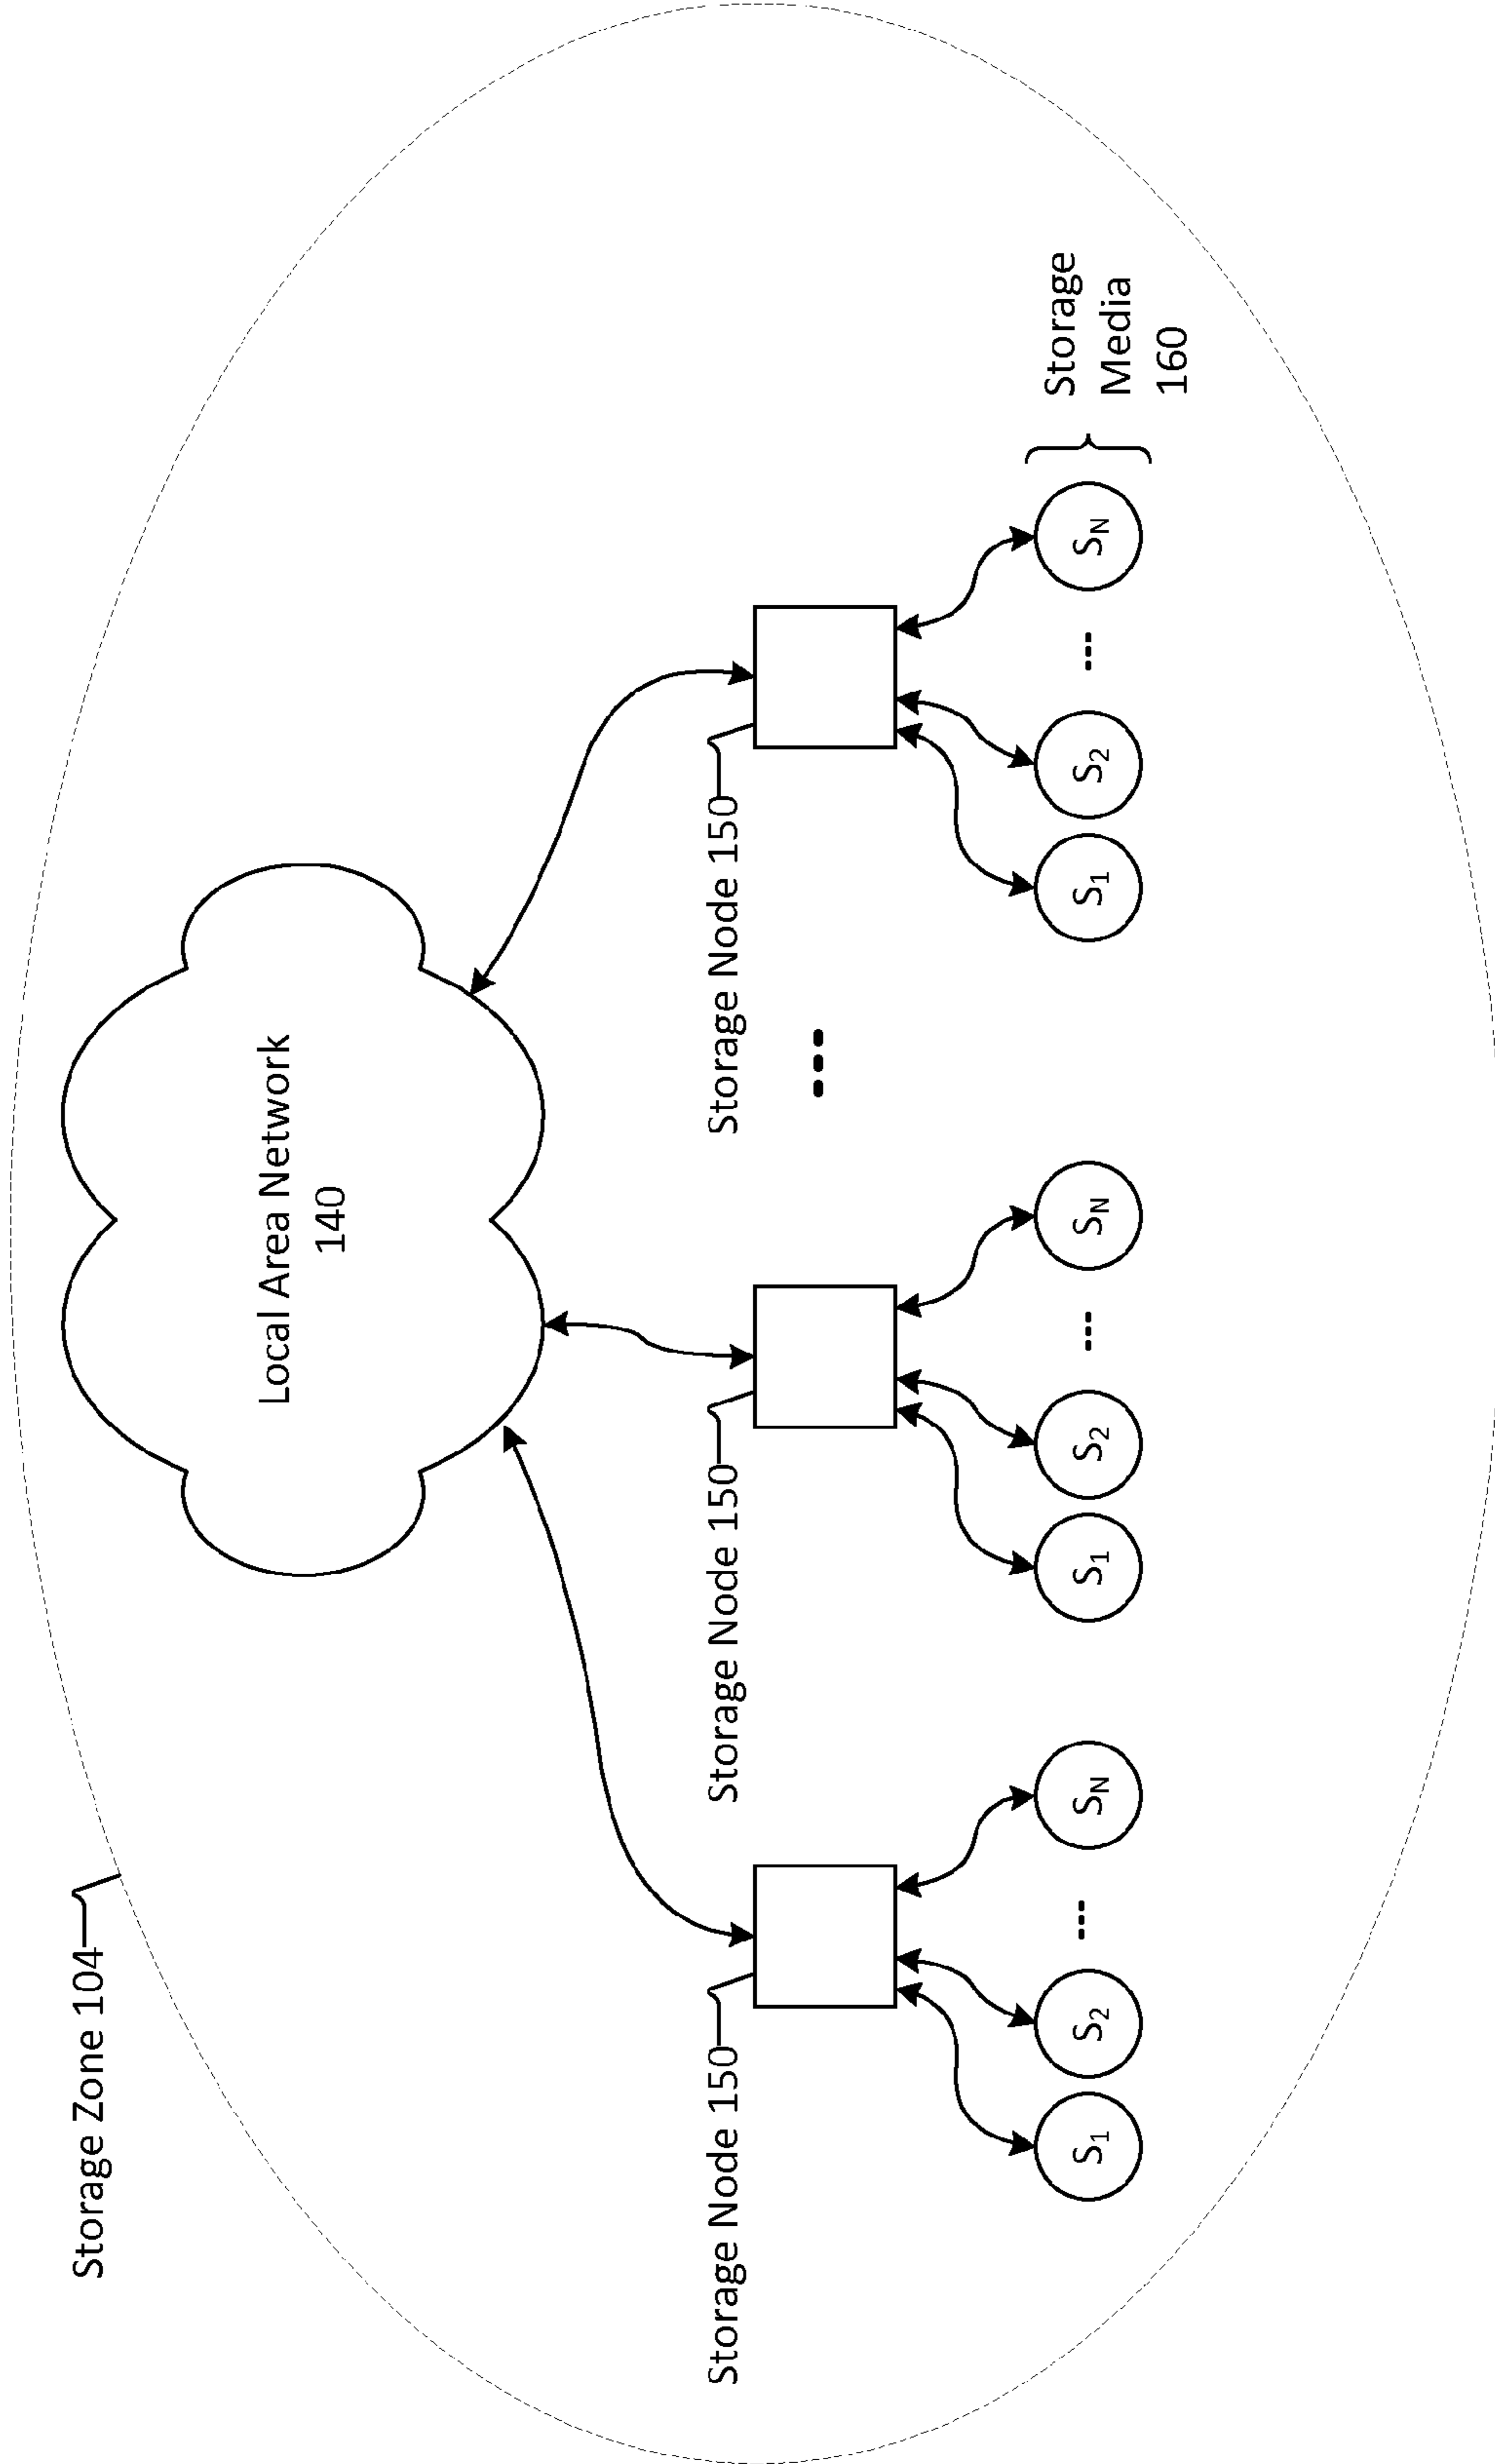 Storage Zone 104
Local Area Network
140
Storage Node 150
Storage Node 150
Storage Node 150
...
S1
S2
...
SN
S1
S2
...
SN
S1
S2
...
SN
Storage
Media
160